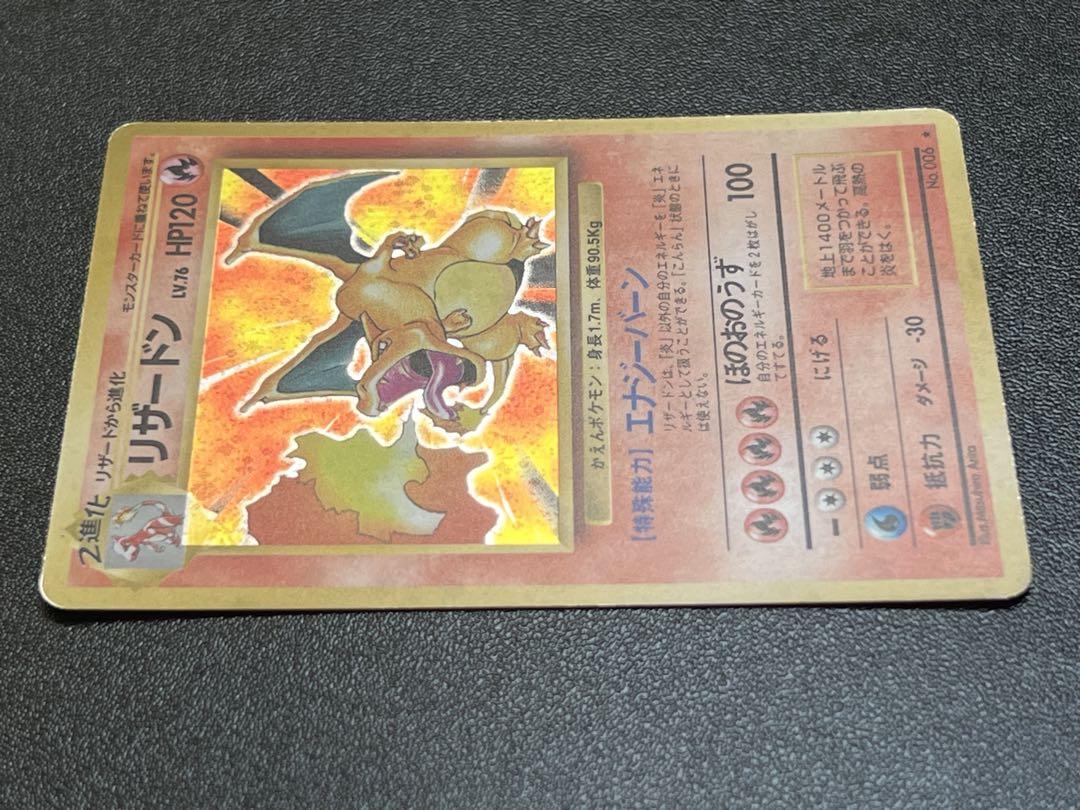 2進化 リザードから進化
モンスターカードに重ねて使います。
リザードン LV.76 HP120
かえんポケモン:身長1.7m、体重90.5Kg
【特殊能力】エナジーバーン
リザードンは、「炎」以外の自分のエネルギーを「炎」エネ
ルギーとして扱うことができる。「こんらん」状態のときに
は使えない。
ほのおのうず 100
自分のエネルギーカードを2枚はがし
てすてる。
ー にげる
弱点
抵抗力 ダメージ -30
地上1400メートル
まで羽をつかって飛ぶ
ことができる。高熱の
炎をはく。
Illus. Mitsuhiro Arita
No. 006 ★